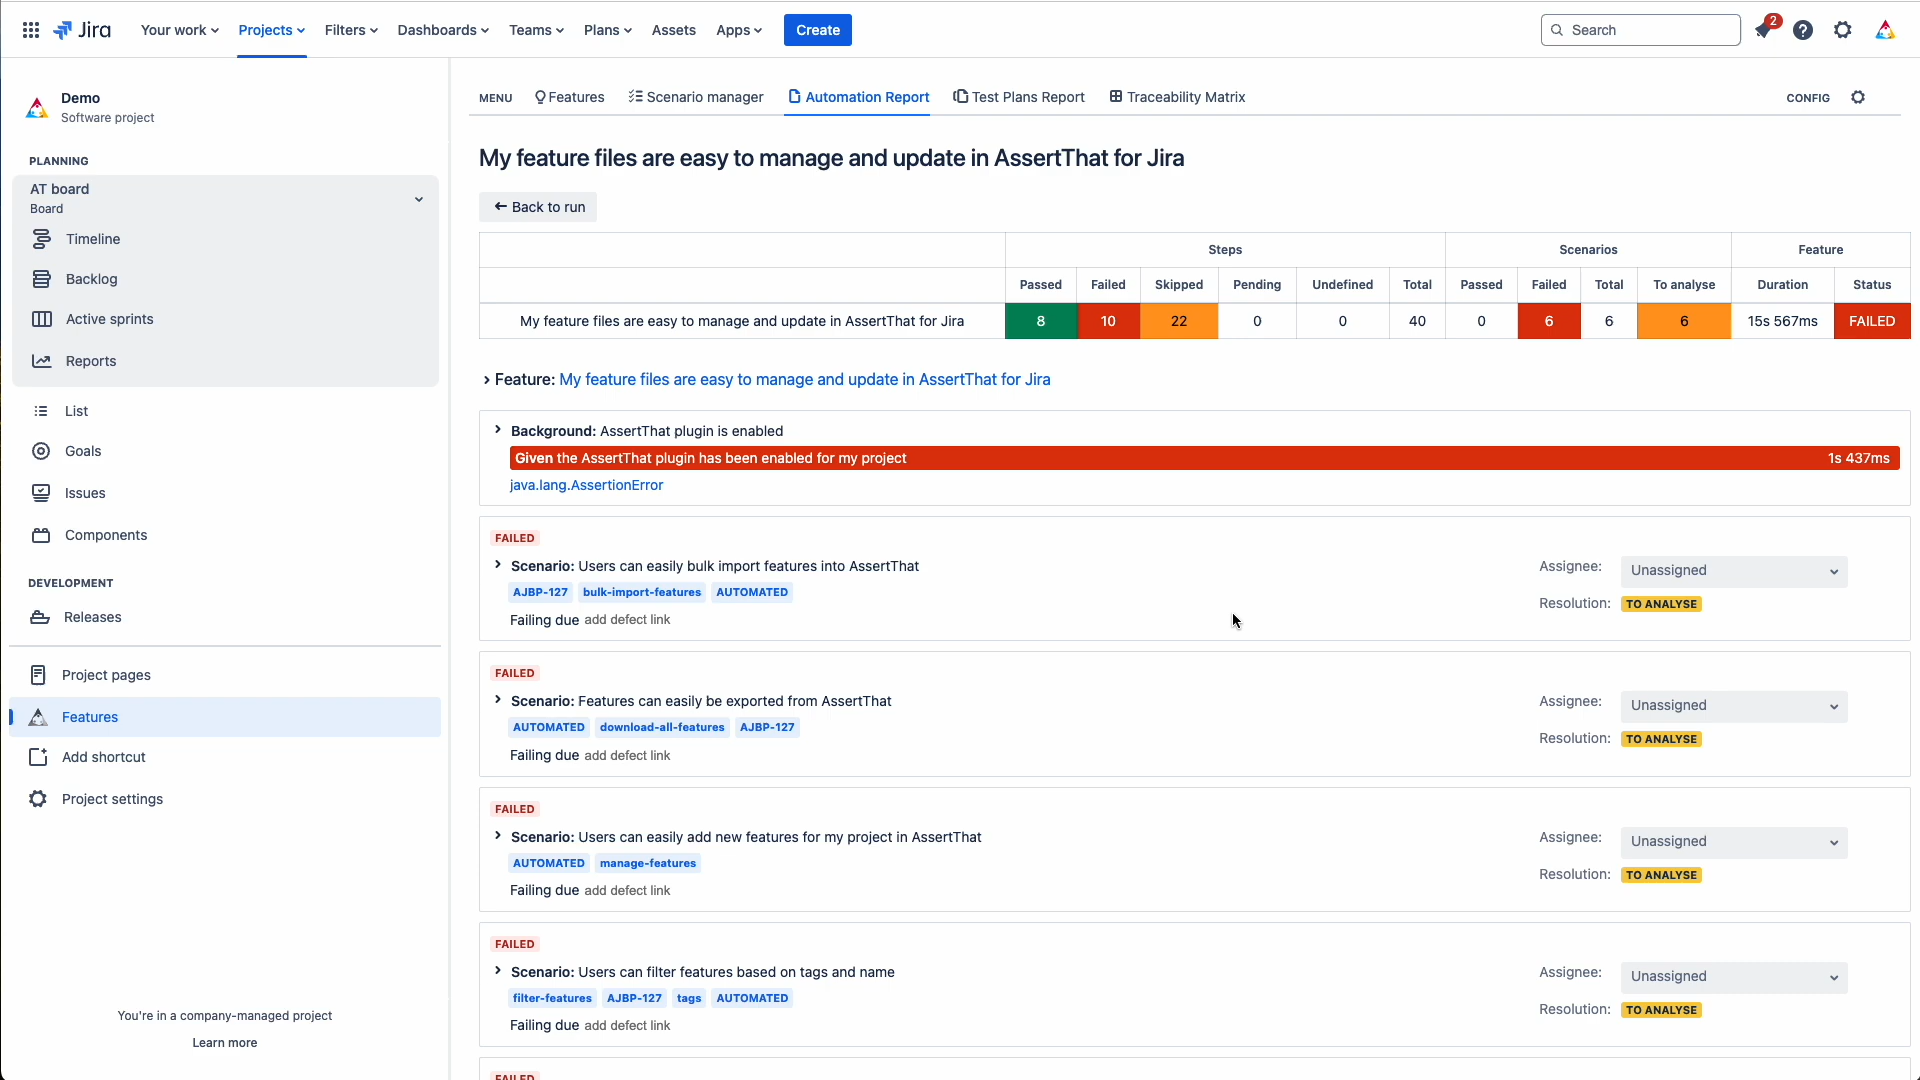 Jira
Your work
Projects
Filters
Dashboards
Teams
Plans
Assets
Apps
Create
Search
2
Demo
Software project
PLANNING
AT board
Board
Timeline
Backlog
Active sprints
Reports
List
Goals
Issues
Components
DEVELOPMENT
Releases
Project pages
Features
Add shortcut
Project settings
You're in a company-managed project
Learn more
MENU Features Scenario manager Automation Report Test Plans Report Traceability Matrix CONFIG
My feature files are easy to manage and update in AssertThat for Jira
Back to run
Steps Scenarios Feature
Passed Failed Skipped Pending Undefined Total Passed Failed Total To analyse Duration Status
My feature files are easy to manage and update in AssertThat for Jira 8 10 22 0 0 40 0 6 6 6 15s 567ms FAILED
Feature: My feature files are easy to manage and update in AssertThat for Jira
Background: AssertThat plugin is enabled
Given the AssertThat plugin has been enabled for my project 1s 437ms
java.lang.AssertionError
FAILED
Scenario: Users can easily bulk import features into AssertThat
AJBP-127 bulk-import-features AUTOMATED
Failing due add defect link
Assignee: Unassigned
Resolution: TO ANALYSE
FAILED
Scenario: Features can easily be exported from AssertThat
AUTOMATED download-all-features AJBP-127
Failing due add defect link
Assignee: Unassigned
Resolution: TO ANALYSE
FAILED
Scenario: Users can easily add new features for my project in AssertThat
AUTOMATED manage-features
Failing due add defect link
Assignee: Unassigned
Resolution: TO ANALYSE
FAILED
Scenario: Users can filter features based on tags and name
filter-features AJBP-127 tags AUTOMATED
Failing due add defect link
Assignee: Unassigned
Resolution: TO ANALYSE
FAILED